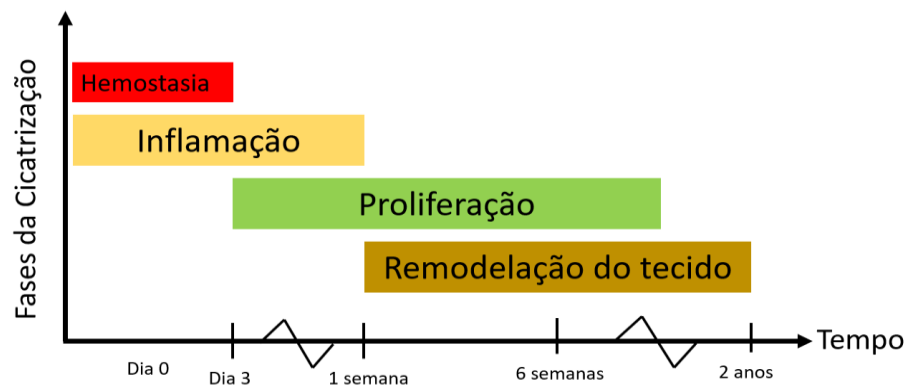 Fases da Cicatrização
Hemostasia
Inflamação
Proliferação
Remodelação do tecido
Tempo
Dia 0
Dia 3
1 semana
6 semanas
2 anos